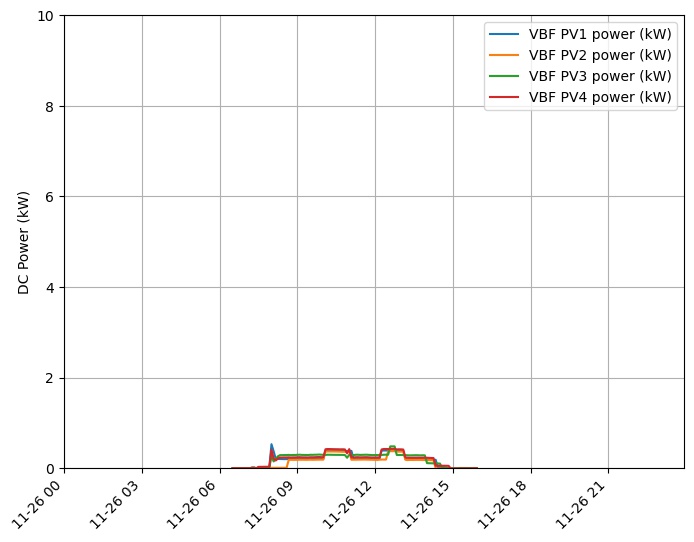 10
8
6
4
2
0
DC Power (kW)
VBF PV1 power (kW)
VBF PV2 power (kW)
VBF PV3 power (kW)
VBF PV4 power (kW)
11-26 00
11-26 03
11-26 06
11-26 09
11-26 12
11-26 15
11-26 18
11-26 21